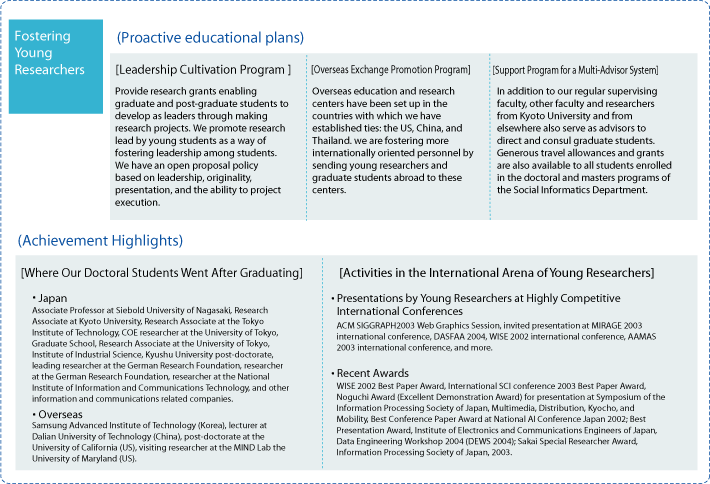 Fostering
Young
Researchers
(Proactive educational plans)
[Leadership Cultivation Program ]
Provide research grants enabling
graduate and post-graduate students to
develop as leaders through making
research projects. We promote research
lead by young students as a way of
fostering leadership among students.
We have an open proposal policy
based on leadership, originality,
presentation, and the ability to project
execution.
[Overseas Exchange Promotion Program]
Overseas education and research
centers have been set up in the
countries with which we have
established ties: the US, China, and
Thailand. we are fostering more
internationally oriented personnel by
sending young researchers and
graduate students abroad to these
centers.
[Support Program for a Multi-Advisor System]
In addition to our regular supervising
faculty, other faculty and researchers
from Kyoto University and from
elsewhere also serve as advisors to
direct and consul graduate students.
Generous travel allowances and grants
are also available to all students enrolled
in the doctoral and masters programs of
the Social Informatics Department.
(Achievement Highlights)
[Where Our Doctoral Students Went After Graduating]
• Japan
Associate Professor at Siebold University of Nagasaki, Research
Associate at Kyoto University, Research Associate at the Tokyo
Institute of Technology, COE researcher at the University of Tokyo,
Graduate School, Research Associate at the University of Tokyo,
Institute of Industrial Science, Kyushu University post-doctorate,
leading researcher at the German Research Foundation, researcher
at the German Research Foundation, researcher at the National
Institute of Information and Communications Technology, and other
information and communications related companies.
• Overseas
Samsung Advanced Institute of Technology (Korea), lecturer at
Dalian University of Technology (China), post-doctorate at the
University of California (US), visiting researcher at the MIND Lab the
University of Maryland (US).
[Activities in the International Arena of Young Researchers]
• Presentations by Young Researchers at Highly Competitive
International Conferences
ACM SIGGRAPH2003 Web Graphics Session, invited presentation at MIRAGE 2003
international conference, DASFAA 2004, WISE 2002 international conference, AAMAS
2003 international conference, and more.
• Recent Awards
WISE 2002 Best Paper Award, International SCI conference 2003 Best Paper Award,
Noguchi Award (Excellent Demonstration Award) for presentation at Symposium of the
Information Processing Society of Japan, Multimedia, Distribution, Kyocho, and
Mobility, Best Conference Paper Award at National AI Conference Japan 2002; Best
Presentation Award, Institute of Electronics and Communications Engineers of Japan,
Data Engineering Workshop 2004 (DEWS 2004); Sakai Special Researcher Award,
Information Processing Society of Japan, 2003.